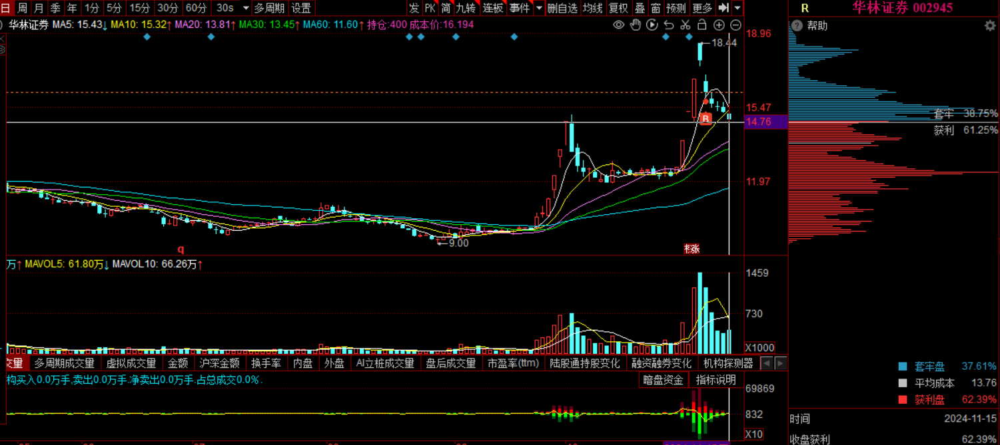 日 周 月 季 年 1分 5分 15分 30分 60分 30s 多周期 设置 发 PK 简 九转 连板 事件 删自选 均线 复权 叠 窗 预测 更多 R 华林证券 002945
华林证券 MA5: 15.43↓ MA10: 15.32↑ MA20: 13.81↑ MA30: 13.45↑ MA60: 11.60↑ 持仓:400 成本价:16.194 ? 帮助
18.96
18.44
15.47
套牢 38.75%
B
14.76
获利 61.25%
11.97
9.00
q
涨
万↑ MAVOL5: 61.80万↓ MAVOL10: 66.26万↑
1459
730
X1000
交量 多周期成交量 虚拟成交量 金额 沪深金额 换手率 内盘 外盘 AI立桩成交量 盘后成交量 市盈率(ttm) 陆股通持股变化 融资融券变化 机构探测器
套牢盘 37.61%
构买入0.0万手,卖出0.0万手.净卖出0.0万手.占总成交0.0%. 暗盘资金 指标说明
平均成本 13.76
69869
获利盘 62.39%
832
时间 2024-11-15
X10
收盘获利 62.39%